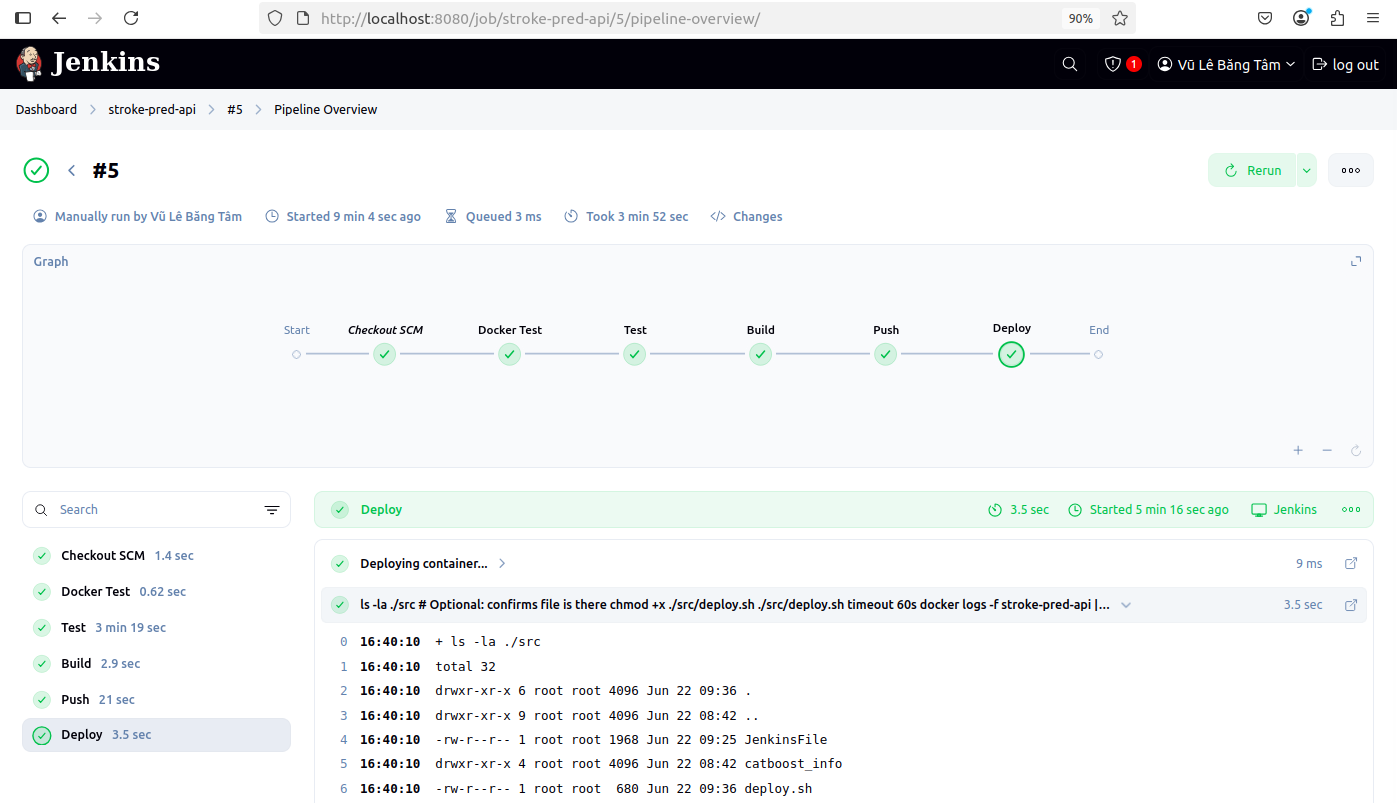 http://localhost:8080/job/stroke-pred-api/5/pipeline-overview/ 90%
Jenkins 1 Vũ Lê Băng Tâm log out
Dashboard stroke-pred-api #5 Pipeline Overview
#5 Rerun
Manually run by Vũ Lê Băng Tâm Started 9 min 4 sec ago Queued 3 ms Took 3 min 52 sec Changes
Graph
Start Checkout SCM Docker Test Test Build Push Deploy End
Search
Checkout SCM 1.4 sec
Docker Test 0.62 sec
Test 3 min 19 sec
Build 2.9 sec
Push 21 sec
Deploy 3.5 sec
Deploy 3.5 sec Started 5 min 16 sec ago Jenkins
Deploying container... 9 ms
ls -la ./src # Optional: confirms file is there chmod +x ./src/deploy.sh ./src/deploy.sh timeout 60s docker logs -f stroke-pred-api |... 3.5 sec
0 16:40:10 + ls -la ./src
1 16:40:10 total 32
2 16:40:10 drwxr-xr-x 6 root root 4096 Jun 22 09:36 .
3 16:40:10 drwxr-xr-x 9 root root 4096 Jun 22 08:42 ..
4 16:40:10 -rw-r--r-- 1 root root 1968 Jun 22 09:25 JenkinsFile
5 16:40:10 drwxr-xr-x 4 root root 4096 Jun 22 08:42 catboost_info
6 16:40:10 -rw-r--r-- 1 root root  680 Jun 22 09:36 deploy.sh